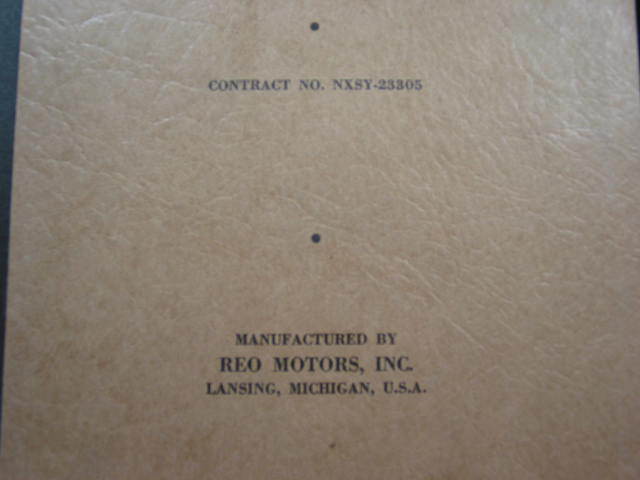 CONTRACT NO. NXSY-23305
MANUFACTURED BY
REO MOTORS, INC.
LANSING, MICHIGAN, U.S.A.